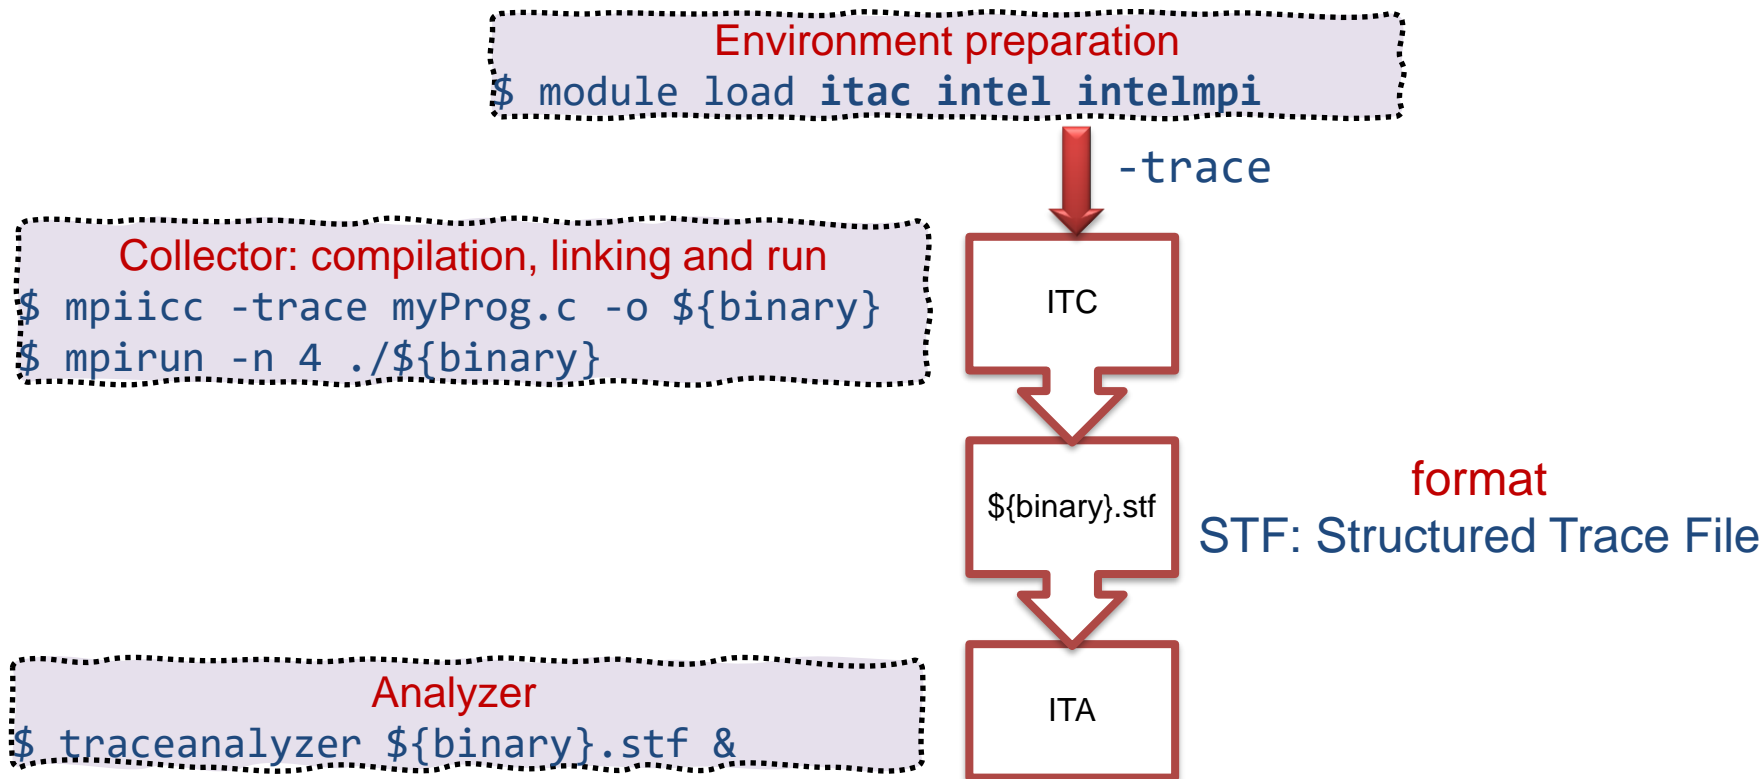 Environment preparation
$ module load itac intel intelmpi
-trace
Collector: compilation, linking and run
$ mpiicc -trace myProg.c -o ${binary}
$ mpirun -n 4 ./${binary}
ITC
${binary}.stf
format
STF: Structured Trace File
Analyzer
$ traceanalyzer ${binary}.stf &
ITA